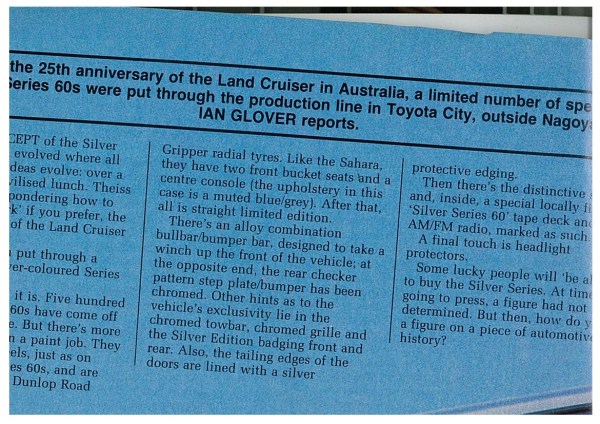 the 25th anniversary of the Land Cruiser in Australia, a limited number of spe
Series 60s were put through the production line in Toyota City, outside Nagoya
IAN GLOVER reports.
CEPT of the Silver
evolved where all
deas evolve: over a
vilised lunch. Theiss
pondering how to
k' if you prefer, the
of the Land Cruiser
put through a
ver-coloured Series
it is. Five hundred
60s have come off
e. But there's more
n a paint job. They
els, just as on
es 60s, and are
Dunlop Road
Gripper radial tyres. Like the Sahara,
they have two front bucket seats and a
centre console (the upholstery in this
case is a muted blue/grey). After that,
all is straight limited edition.
There's an alloy combination
bullbar/bumper bar, designed to take a
winch up the front of the vehicle; at
the opposite end, the rear checker
pattern step plate/bumper has been
chromed. Other hints as to the
vehicle's exclusivity lie in the
chromed towbar, chromed grille and
the Silver Edition badging front and
rear. Also, the tailing edges of the
doors are lined with a silver
protective edging.
Then there's the distinctive
and, inside, a special locally fi
'Silver Series 60' tape deck and
AM/FM radio, marked as such.
A final touch is headlight
protectors.
Some lucky people will 'be al
to buy the Silver Series. At time
going to press, a figure had not
determined. But then, how do y
a figure on a piece of automotiv
history?